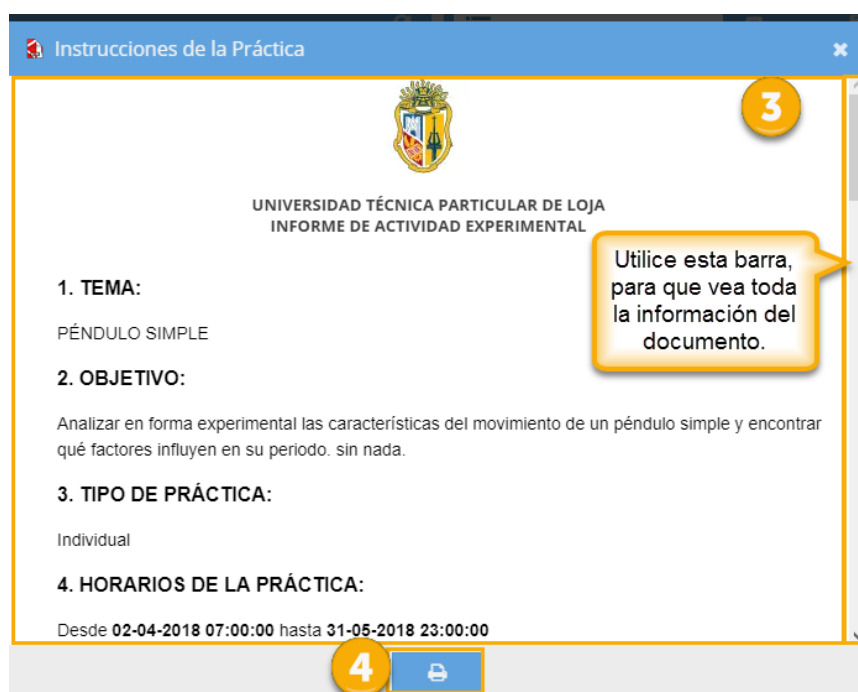 Instrucciones de la Práctica
3
UNIVERSIDAD TÉCNICA PARTICULAR DE LOJA
INFORME DE ACTIVIDAD EXPERIMENTAL
Utilice esta barra,
para que vea toda
la información del
documento.
1. TEMA:
PÉNDULO SIMPLE
2. OBJETIVO:
Analizar en forma experimental las características del movimiento de un péndulo simple y encontrar
qué factores influyen en su periodo. sin nada.
3. TIPO DE PRÁCTICA:
Individual
4. HORARIOS DE LA PRÁCTICA:
Desde 02-04-2018 07:00:00 hasta 31-05-2018 23:00:00
4